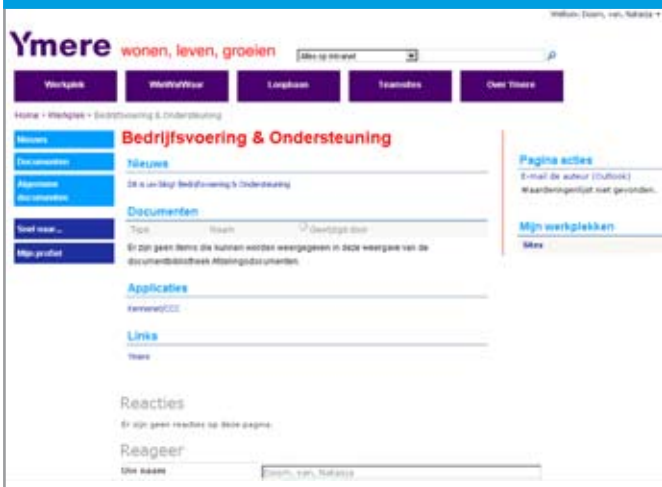 Welkom Doorn, van, Natasja
Ymere wonen, leven, groeien
Alles op intranet
Werkplek WieWatWaar Loopbaan Teamsites Over Ymere
Home > Werkplek > Bedrijfsvoering & Ondersteuning
Nieuws
Documenten
Algemene
documenten
Snel naar...
Mijn profiel
Bedrijfsvoering & Ondersteuning
Nieuws
Dit is uw blog! Bedrijfsvoering & Ondersteuning
Documenten
Type Naam Gewijzigd door
Er zijn geen items die kunnen worden weergegeven in deze weergave van de
documentbibliotheek Afdelingsdocumenten.
Applicaties
Links
Ymere
Reacties
Er zijn geen reacties op deze pagina.
Reageer
Uw naam Doorn, van, Natasja
Pagina acties
E-mail de auteur (Outlook)
Waarderingenlijst niet gevonden.
Mijn werkplekken
Sites